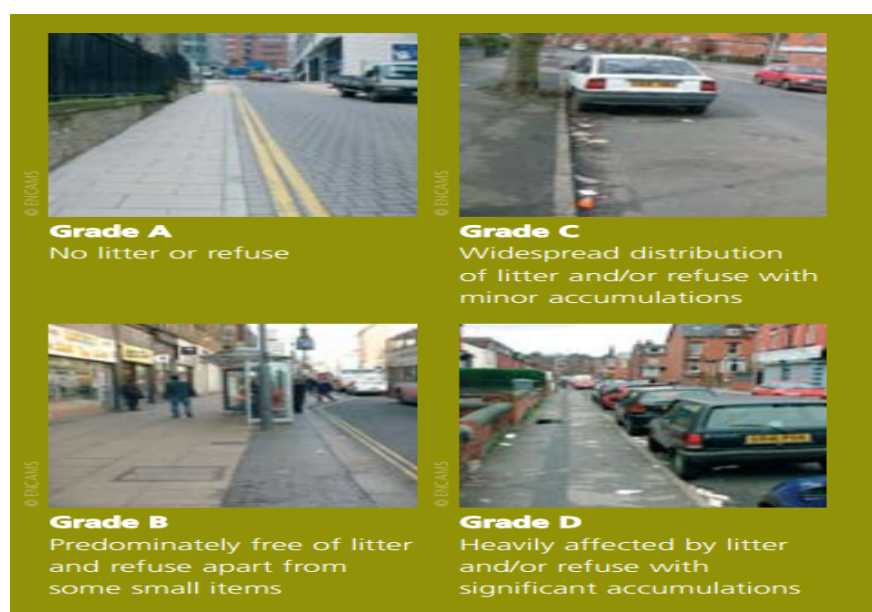 © ENCAMS
Grade A
No litter or refuse
© ENCAMS
Grade C
Widespread distribution
of litter and/or refuse with
minor accumulations
© ENCAMS
Grade B
Predominately free of litter
and refuse apart from
some small items
© ENCAMS
Grade D
Heavily affected by litter
and/or refuse with
significant accumulations